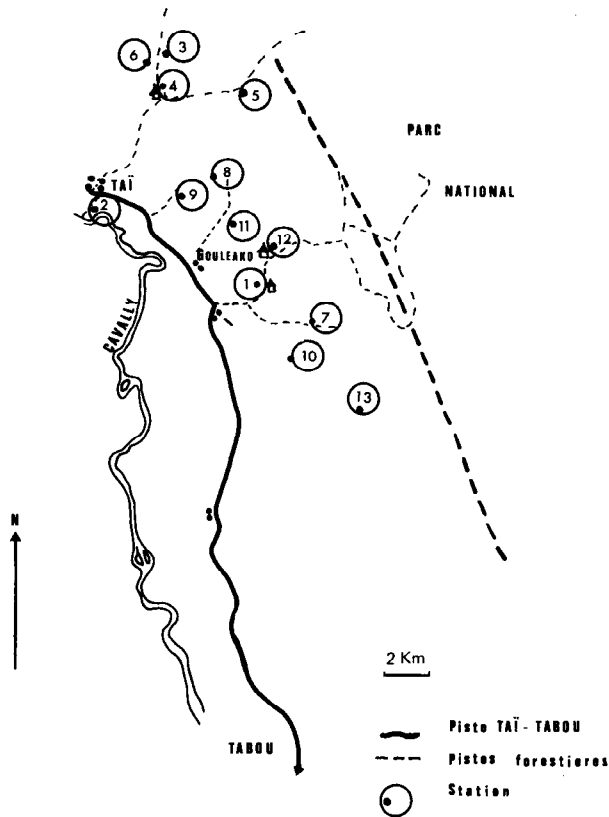 3
6
4
5
PARC
TAÏ
8
NATIONAL
9
2
11
12
GOULEAKO
1
CAVALLY
7
10
13
N
2 Km
Piste TAÏ - TABOU
TABOU
Pistes forestieres
Station